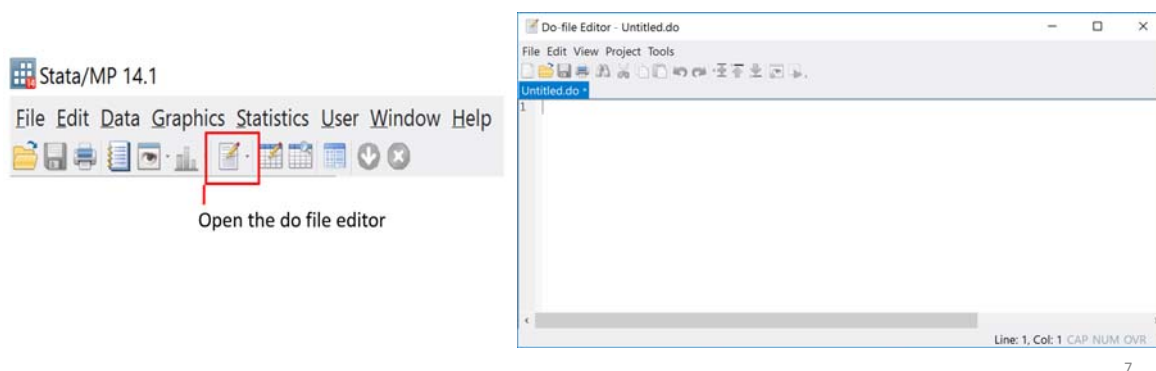 Stata/MP 14.1
File Edit Data Graphics Statistics User Window Help
Open the do file editor
Do-file Editor - Untitled.do
File Edit View Project Tools
Untitled.do *
1
Line: 1, Col: 1 CAP NUM OVR
7